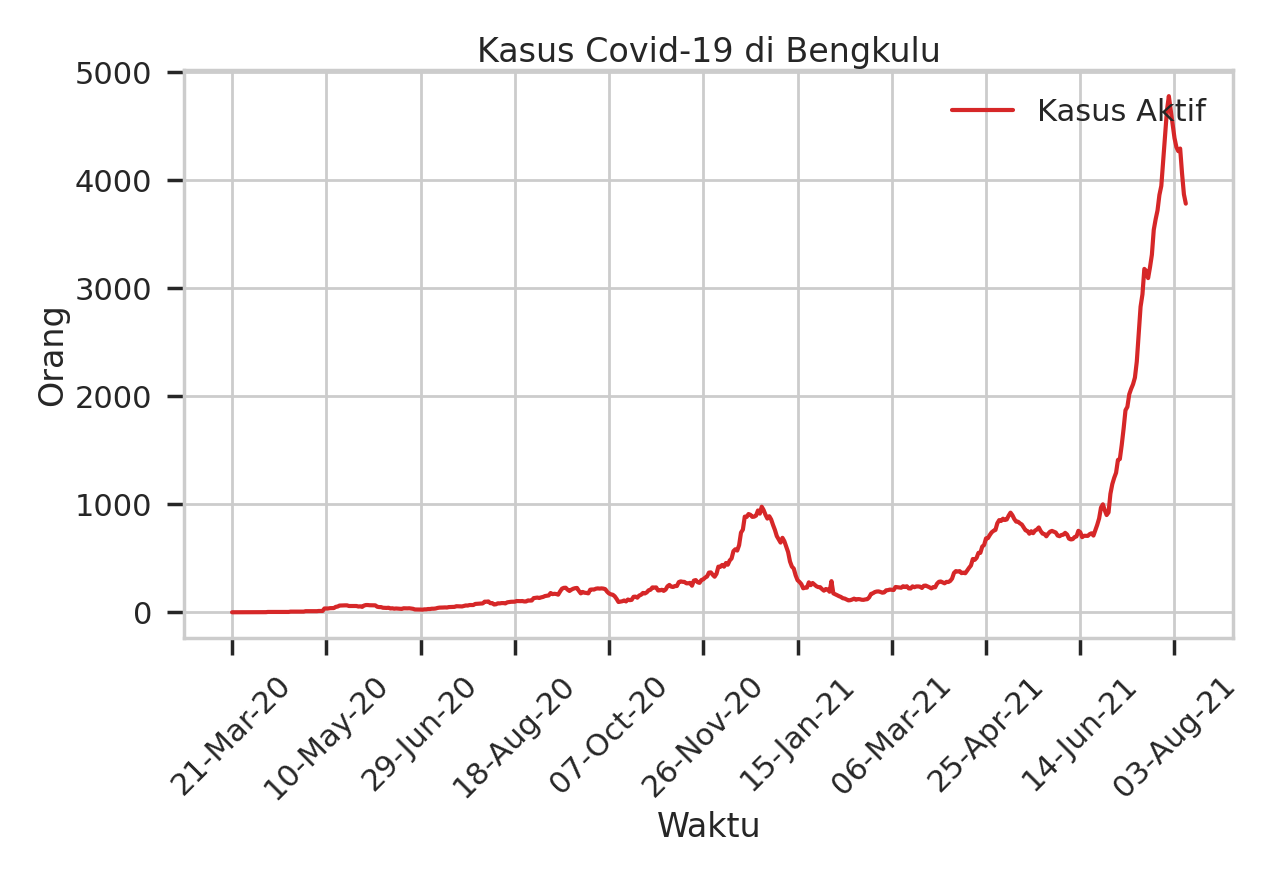 Kasus Covid-19 di Bengkulu
Kasus Aktif
Orang
5000
4000
3000
2000
1000
0
21-Mar-20
10-May-20
29-Jun-20
18-Aug-20
07-Oct-20
26-Nov-20
15-Jan-21
06-Mar-21
25-Apr-21
14-Jun-21
03-Aug-21
Waktu